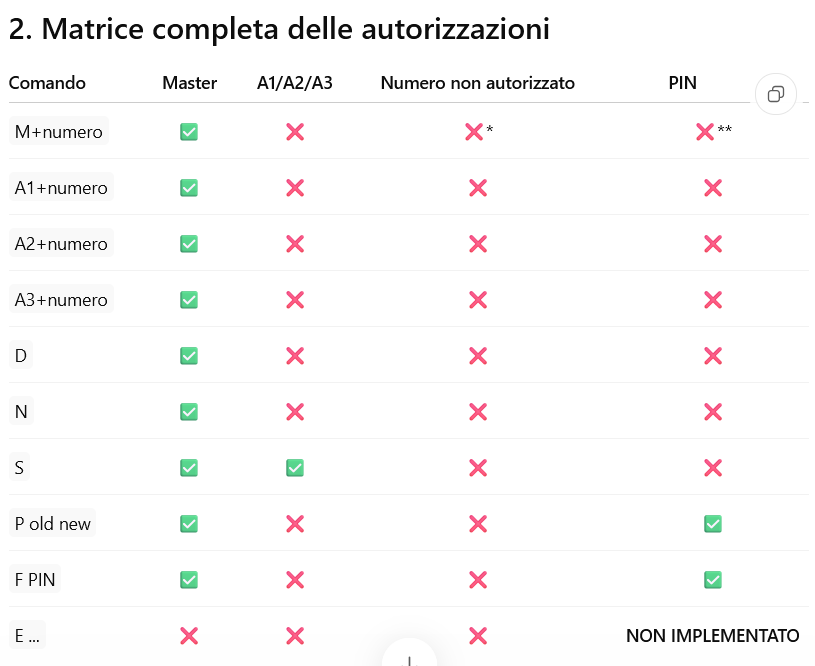 2. Matrice completa delle autorizzazioni
Comando Master A1/A2/A3 Numero non autorizzato PIN
M+numero ✅ ❌ ❌* ❌**
A1+numero ✅ ❌ ❌ ❌
A2+numero ✅ ❌ ❌ ❌
A3+numero ✅ ❌ ❌ ❌
D ✅ ❌ ❌ ❌
N ✅ ❌ ❌ ❌
S ✅ ✅ ❌ ❌
P old new ✅ ❌ ❌ ✅
F PIN ✅ ❌ ❌ ✅
E ... ❌ ❌ ❌ NON IMPLEMENTATO